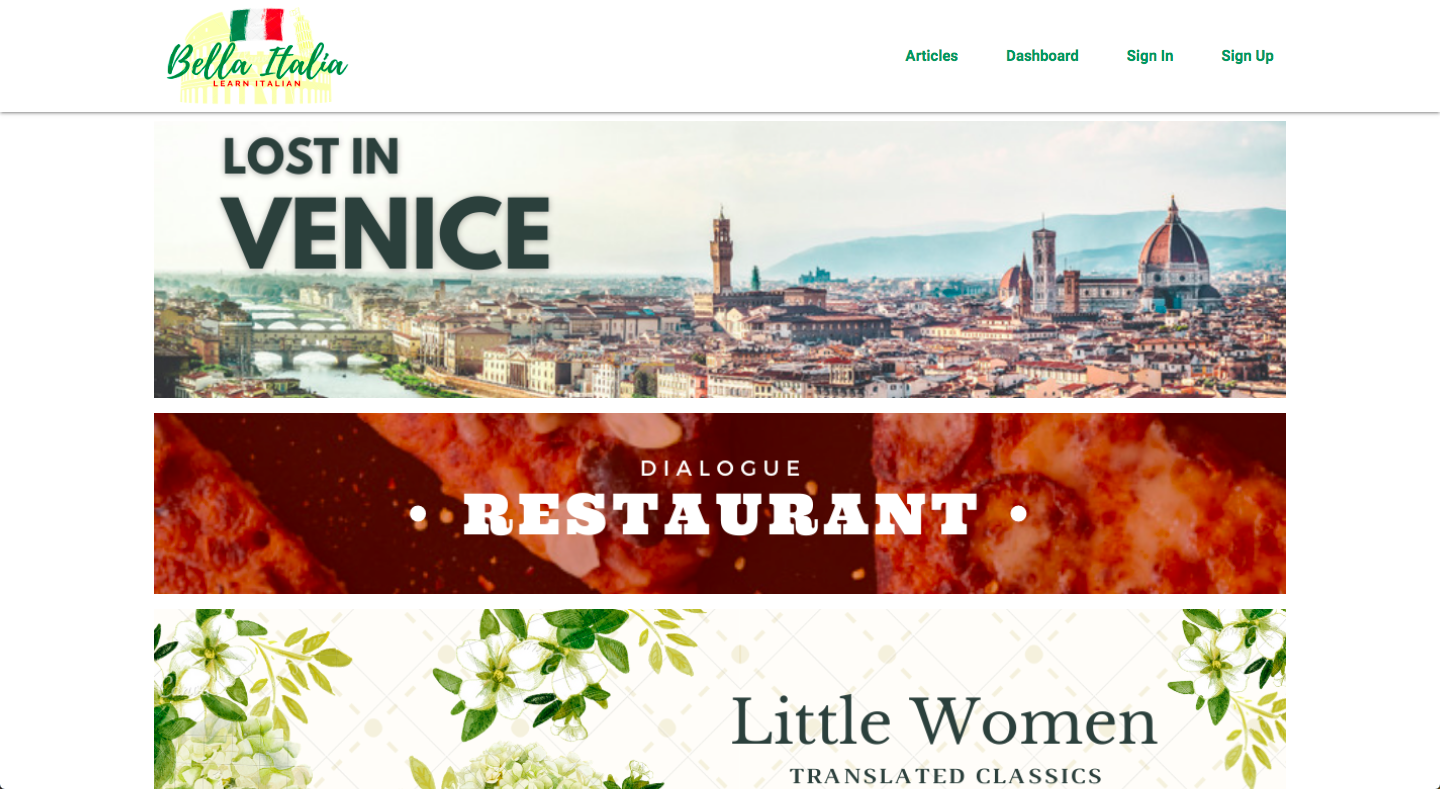 Bella Italia
LEARN ITALIAN
Articles
Dashboard
Sign In
Sign Up
LOST IN
VENICE
DIALOGUE
• RESTAURANT •
Little Women
TRANSLATED CLASSICS